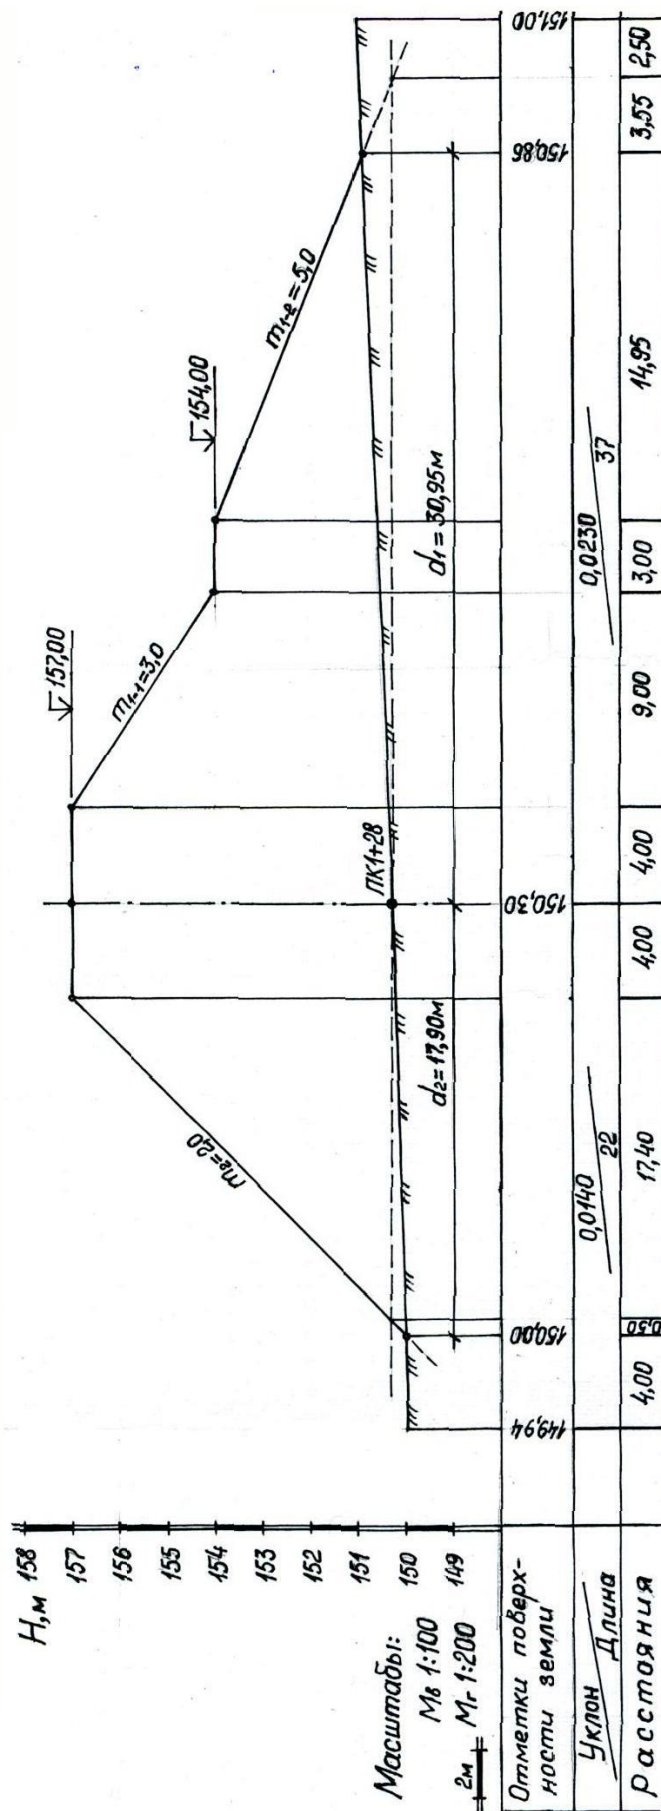 H,м
158
157
156
155
154
153
152
151
150
149
Масштабы:
Мв 1:100
Мг 1:200
2м
m₂=2,0
157,00
m₁₋₁=3,0
154,00
m₁₋₂=5,0
ПК1+28
d₂=17,90м
d₁=30,95м
Отметки поверх-
ности земли
149,94 150,00 150,30 150,86 151,00
Уклон Длина
0,0140 22 0,0230 37
Расстояния
4,00 0,50 17,40 4,00 4,00 9,00 3,00 14,95 3,55 2,50